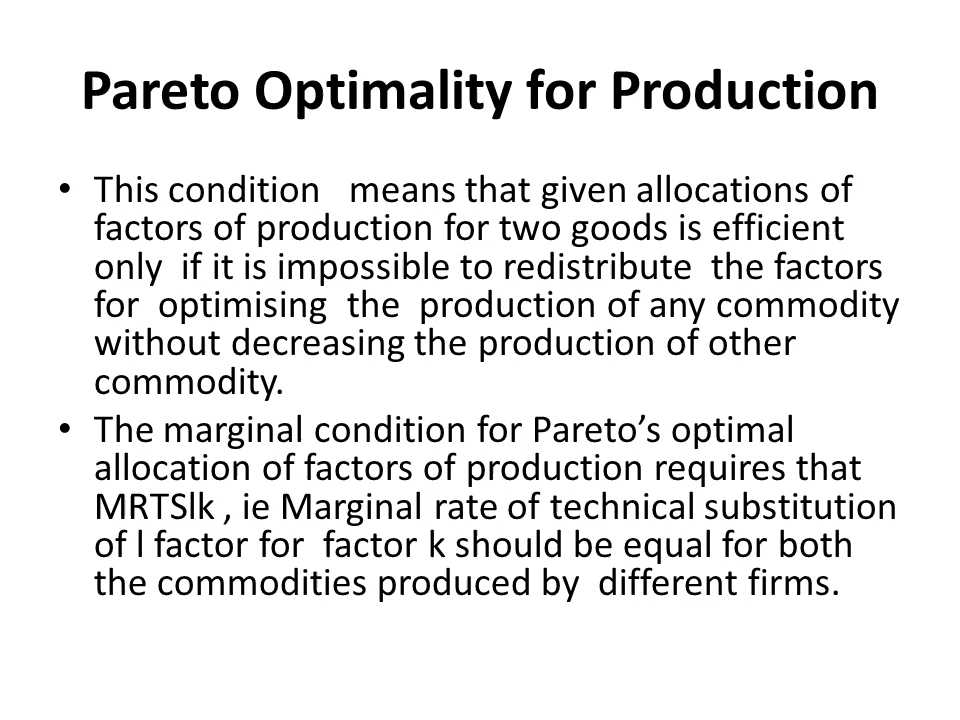 Pareto Optimality for Production
• This condition   means that given allocations of
factors of production for two goods is efficient
only  if it is impossible to redistribute  the factors
for  optimising  the  production of any commodity
without decreasing the production of other
commodity.
• The marginal condition for Pareto’s optimal
allocation of factors of production requires that
MRTSlk , ie Marginal rate of technical substitution
of l factor for  factor k should be equal for both
the commodities produced by  different firms.